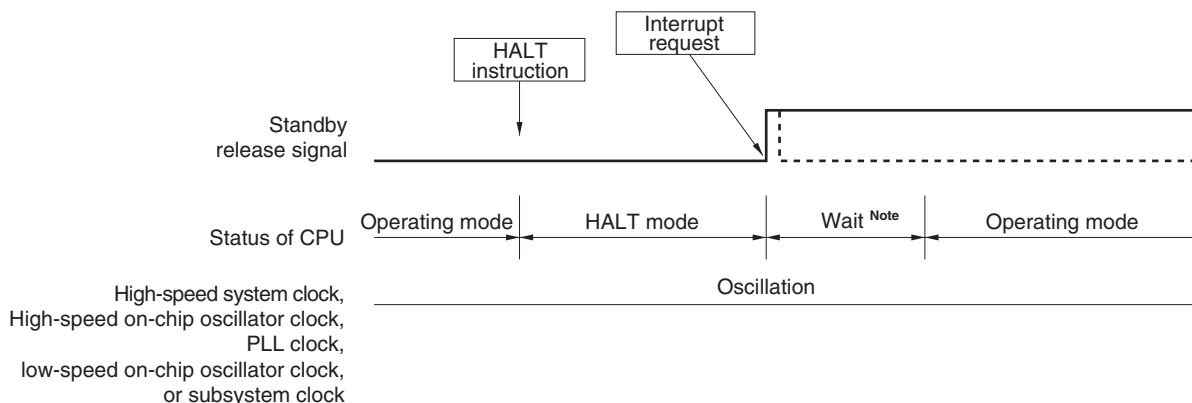 Interrupt
request
HALT
instruction
Standby
release signal
Status of CPU
Operating mode
HALT mode
Wait Note
Operating mode
High-speed system clock,
High-speed on-chip oscillator clock,
PLL clock,
low-speed on-chip oscillator clock,
or subsystem clock
Oscillation